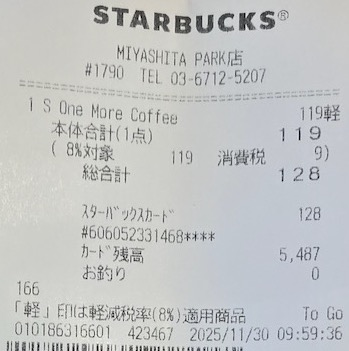 STARBUCKS®
MIYASHITA PARK店
#1790 TEL 03-6712-5207
1 S One More Coffee 119軽
本体合計(1点) 119
( 8%対象 119 消費税 9)
総合計 128
ｽﾀｰﾊﾞｯｸｽｶｰﾄﾞ 128
#606052331468****
ｶｰﾄﾞ残高 5,487
お釣り 0
166
「軽」印は軽減税率(8%)適用商品 To Go
010186316601 423467 2025/11/30 09:59:36